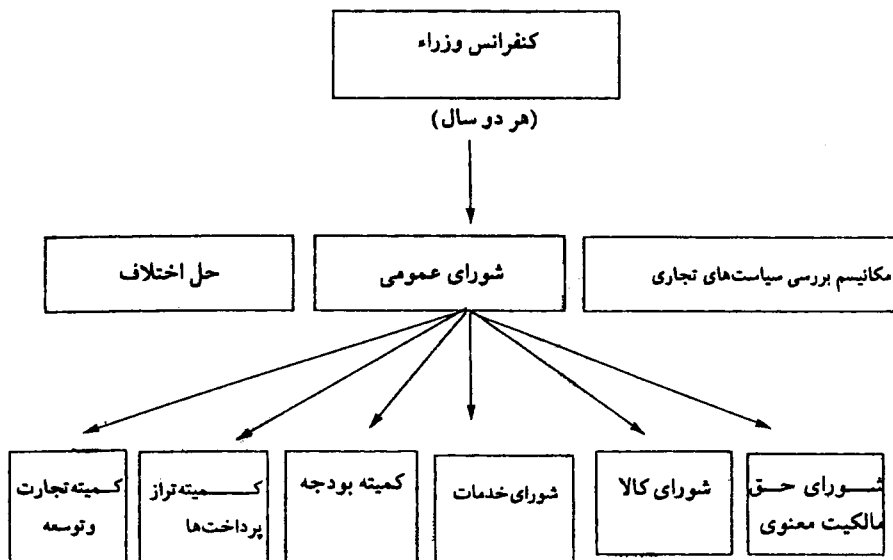 کنفرانس وزراء
(هر دو سال)
مکانیسم بررسی سیاست‌های تجاری
شورای عمومی
حل اختلاف
شورای حق
مالکیت معنوی
شورای کالا
شورای خدمات
کمیته بودجه
کمیته تراز
پرداخت‌ها
کمیته تجارت
و توسعه